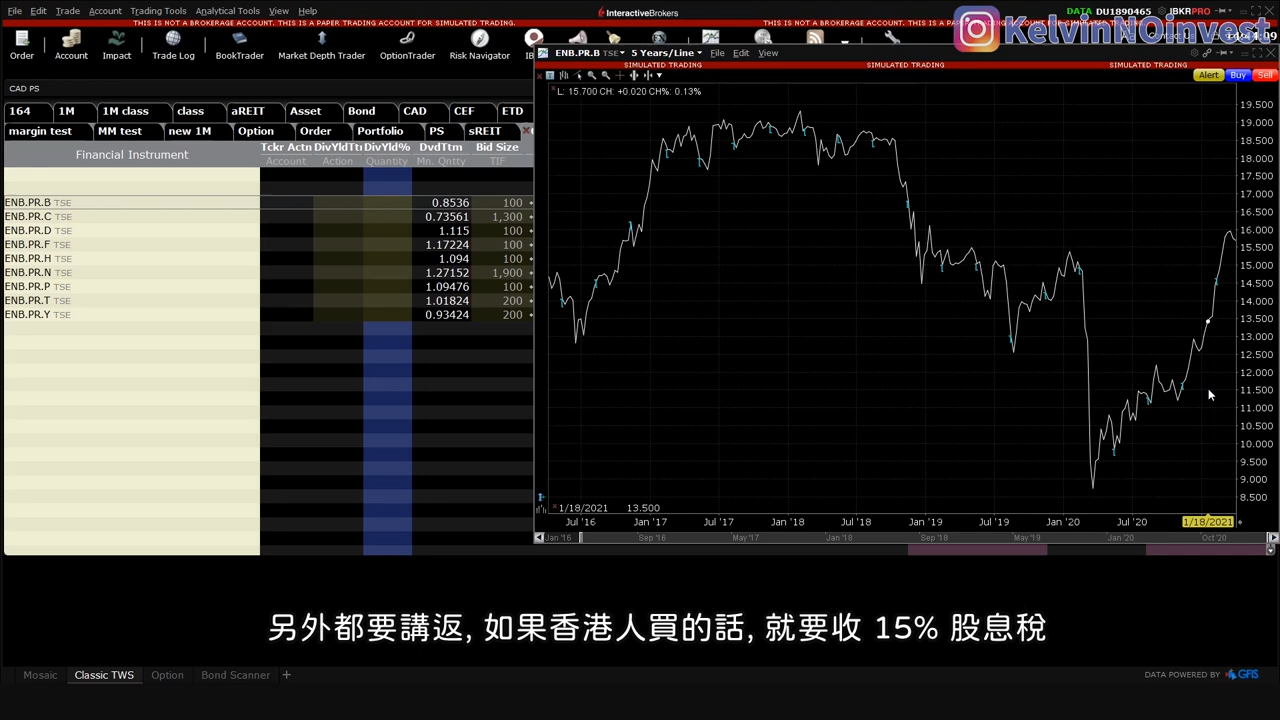 File Edit Trade Account Trading Tools Analytical Tools View Help
InteractiveBrokers
DATA DU1890465 IBKRPRO
THIS IS NOT A BROKERAGE ACCOUNT. THIS IS A PAPER TRADING ACCOUNT FOR SIMULATED TRADING.
THIS IS NOT A BROKERAGE ACCOUNT. THIS IS A PAPER
KelvinNOinvest
Order Account Impact Trade Log BookTrader Market Depth Trader OptionTrader Risk Navigator
ENB.PR.B TSE 5 Years/Line File Edit View
SIMULATED TRADING SIMULATED TRADING SIMULATED TRADING
Alert Buy Sell
CAD PS
L: 15.700 CH: +0.020 CH%: 0.13%
164 1M 1M class class aREIT Asset Bond CAD CEF ETD
margin test MM test new 1M Option Order Portfolio PS sREIT
Financial Instrument
Tckr Actn DivYldTt DivYld% DvdTtm Bid Size
Account Action Quantity Mn. Qntty TIF
ENB.PR.B TSE 0.8536 100
ENB.PR.C TSE 0.73561 1,300
ENB.PR.D TSE 1.115 100
ENB.PR.F TSE 1.17224 100
ENB.PR.H TSE 1.094 100
ENB.PR.N TSE 1.27152 1,900
ENB.PR.P TSE 1.09476 100
ENB.PR.T TSE 1.01824 200
ENB.PR.Y TSE 0.93424 200
19.500
19.000
18.500
18.000
17.500
17.000
16.500
16.000
15.500
15.000
14.500
14.000
13.500
13.000
12.500
12.000
11.500
11.000
10.500
10.000
9.500
9.000
8.500
1/18/2021 13.500
Jul '16 Jan '17 Jul '17 Jan '18 Jul '18 Jan '19 Jul '19 Jan '20 Jul '20 1/18/2021
Jan '16 Sep '16 May '17 Jan '18 Sep '18 May '19 Jan '20 Oct '20
另外都要講返, 如果香港人買的話, 就要收 15% 股息稅
Mosaic Classic TWS Option Bond Scanner +
DATA POWERED BY GFIS